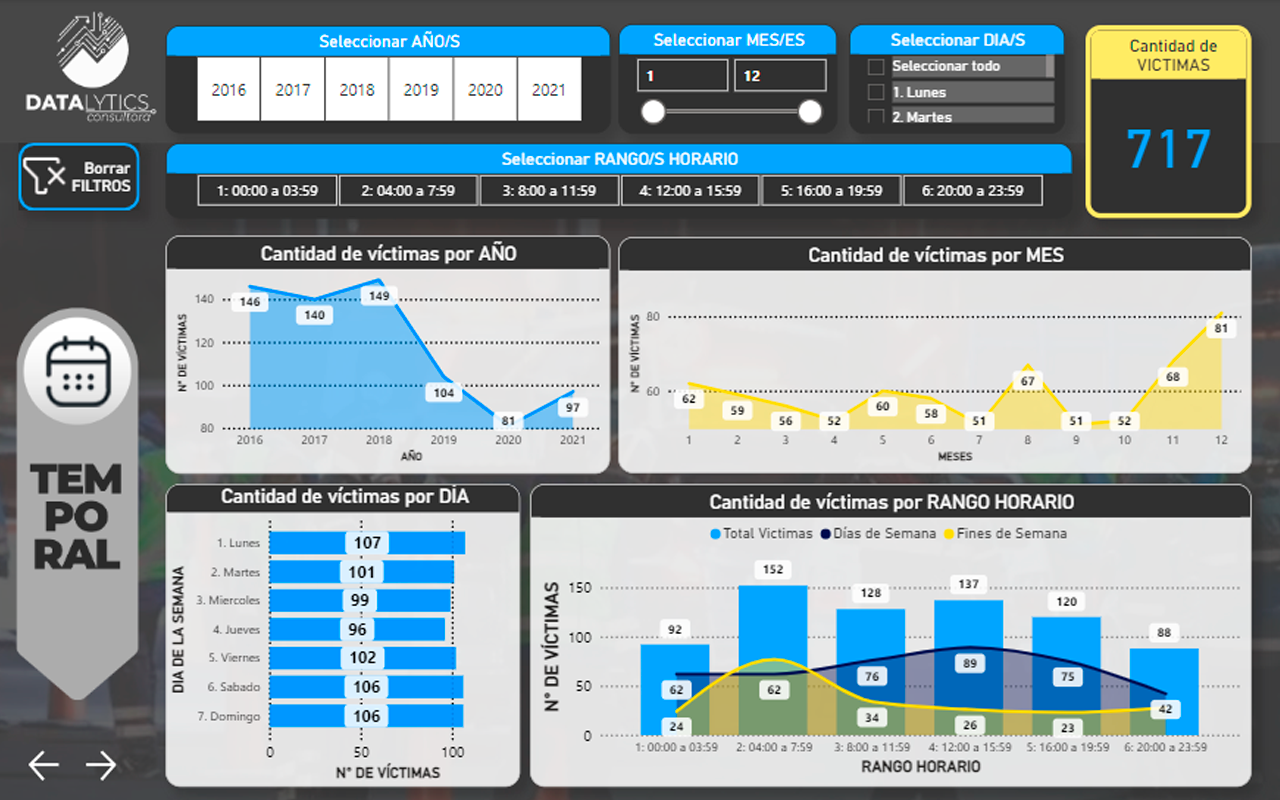 DATALYTICS
consultora
Seleccionar AÑO/S
2016 2017 2018 2019 2020 2021
Seleccionar MES/ES
1 12
Seleccionar DIA/S
Seleccionar todo
1. Lunes
2. Martes
Cantidad de
VICTIMAS
717
Borrar
FILTROS
Seleccionar RANGO/S HORARIO
1: 00:00 a 03:59 2: 04:00 a 7:59 3: 8:00 a 11:59 4: 12:00 a 15:59 5: 16:00 a 19:59 6: 20:00 a 23:59
TEM
PO
RAL
Cantidad de víctimas por AÑO
N° DE VÍCTIMAS
140
120
100
80
146 140 149 104 81 97
2016 2017 2018 2019 2020 2021
AÑO
Cantidad de víctimas por MES
N° DE VÍCTIMAS
80
60
62 59 56 52 60 58 51 67 51 52 68 81
1 2 3 4 5 6 7 8 9 10 11 12
MESES
Cantidad de víctimas por DÍA
DIA DE LA SEMANA
1. Lunes 107
2. Martes 101
3. Miercoles 99
4. Jueves 96
5. Viernes 102
6. Sabado 106
7. Domingo 106
0 50 100
N° DE VÍCTIMAS
Cantidad de víctimas por RANGO HORARIO
Total Victimas Días de Semana Fines de Semana
N° DE VÍCTIMAS
150
100
50
0
92 152 128 137 120 88
62 62 76 89 75 42
24 34 26 23
1: 00:00 a 03:59 2: 04:00 a 7:59 3: 8:00 a 11:59 4: 12:00 a 15:59 5: 16:00 a 19:59 6: 20:00 a 23:59
RANGO HORARIO